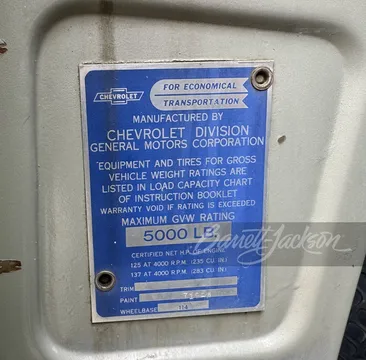 CHEVROLET
FOR ECONOMICAL
TRANSPORTATION
MANUFACTURED BY
CHEVROLET DIVISION
GENERAL MOTORS CORPORATION
EQUIPMENT AND TIRES FOR GROSS
VEHICLE WEIGHT RATINGS ARE
LISTED IN LOAD CAPACITY CHART
OF INSTRUCTION BOOKLET
WARRANTY VOID IF RATING IS EXCEEDED
MAXIMUM GVW RATING
5000 LB.
Barrett-Jackson
CERTIFIED NET H.P. OF ENGINE
125 AT 4000 R.P.M. (235 CU. IN.)
137 AT 4000 R.P.M. (283 CU. IN.)
TRIM
PAINT
WHEELBASE 114